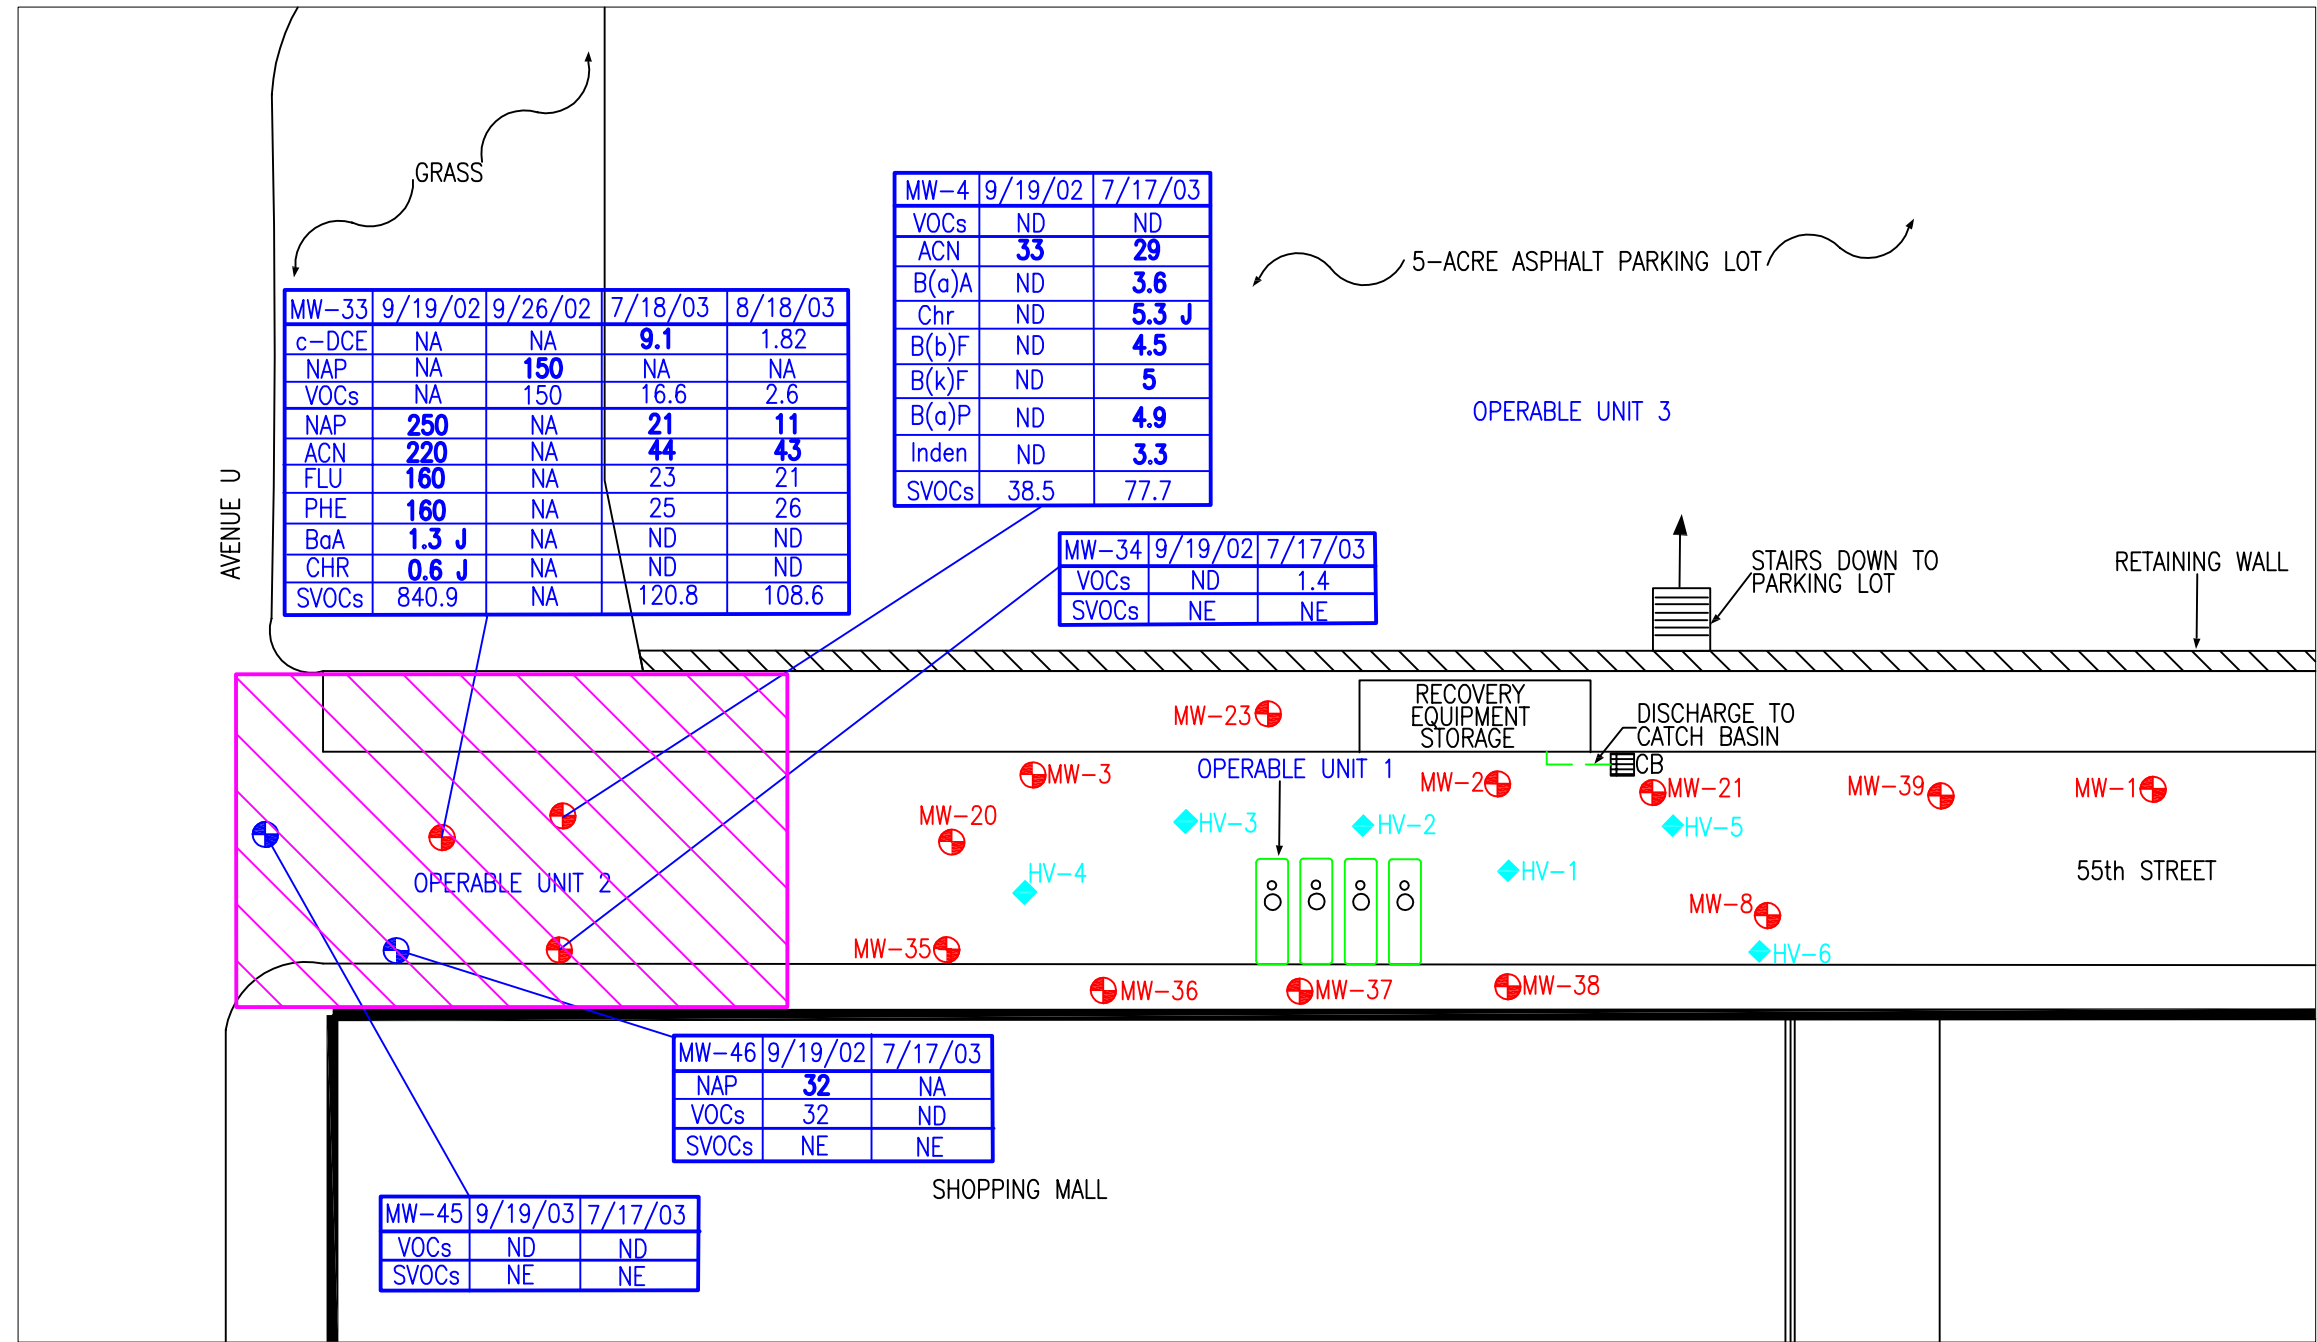 GRASS
MW-4 9/19/02 7/17/03
VOCs ND ND
ACN 33 29
B(a)A ND 3.6
Chr ND 5.3 J
B(b)F ND 4.5
B(k)F ND 5
B(a)P ND 4.9
Inden ND 3.3
SVOCs 38.5 77.7
5-ACRE ASPHALT PARKING LOT
MW-33 9/19/02 9/26/02 7/18/03 8/18/03
c-DCE NA NA 9.1 1.82
NAP NA 150 NA NA
VOCs NA 150 16.6 2.6
NAP 250 NA 21 11
ACN 220 NA 44 43
FLU 160 NA 23 21
PHE 160 NA 25 26
BaA 1.3 J NA ND ND
CHR 0.6 J NA ND ND
SVOCs 840.9 NA 120.8 108.6
OPERABLE UNIT 3
AVENUE U
MW-34 9/19/02 7/17/03
VOCs ND 1.4
SVOCs NE NE
STAIRS DOWN TO
PARKING LOT
RETAINING WALL
RECOVERY
EQUIPMENT
STORAGE
MW-23
DISCHARGE TO
CATCH BASIN
CB
OPERABLE UNIT 1
MW-3
MW-2
MW-21
MW-39
MW-1
MW-20
HV-3
HV-2
HV-5
HV-4
HV-1
55th STREET
OPERABLE UNIT 2
MW-8
MW-35
HV-6
MW-36
MW-37
MW-38
MW-46 9/19/02 7/17/03
NAP 32 NA
VOCs 32 ND
SVOCs NE NE
SHOPPING MALL
MW-45 9/19/03 7/17/03
VOCs ND ND
SVOCs NE NE